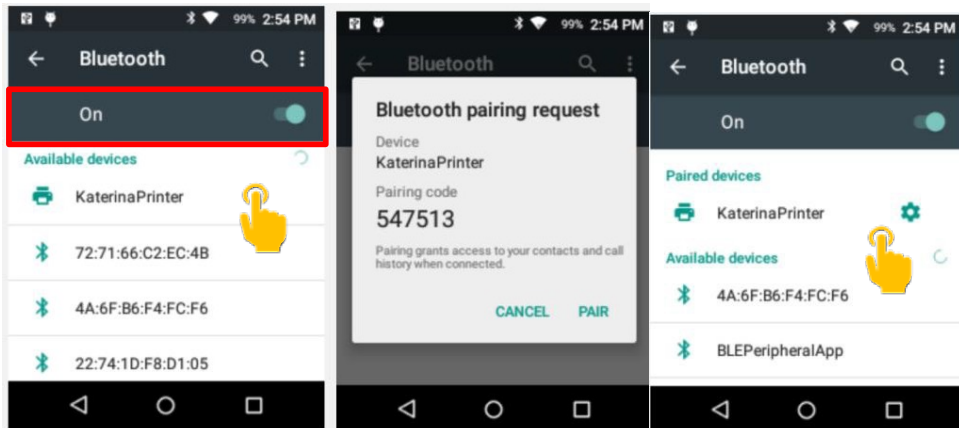 99% 2:54 PM
Bluetooth
On
Available devices
KaterinaPrinter
72:71:66:C2:EC:4B
4A:6F:B6:F4:FC:F6
22:74:1D:F8:D1:05
99% 2:54 PM
Bluetooth
Bluetooth pairing request
Device
KaterinaPrinter
Pairing code
547513
Pairing grants access to your contacts and call
history when connected.
CANCEL PAIR
99% 2:54 PM
Bluetooth
On
Paired devices
KaterinaPrinter
Available devices
4A:6F:B6:F4:FC:F6
BLEPeripheralApp